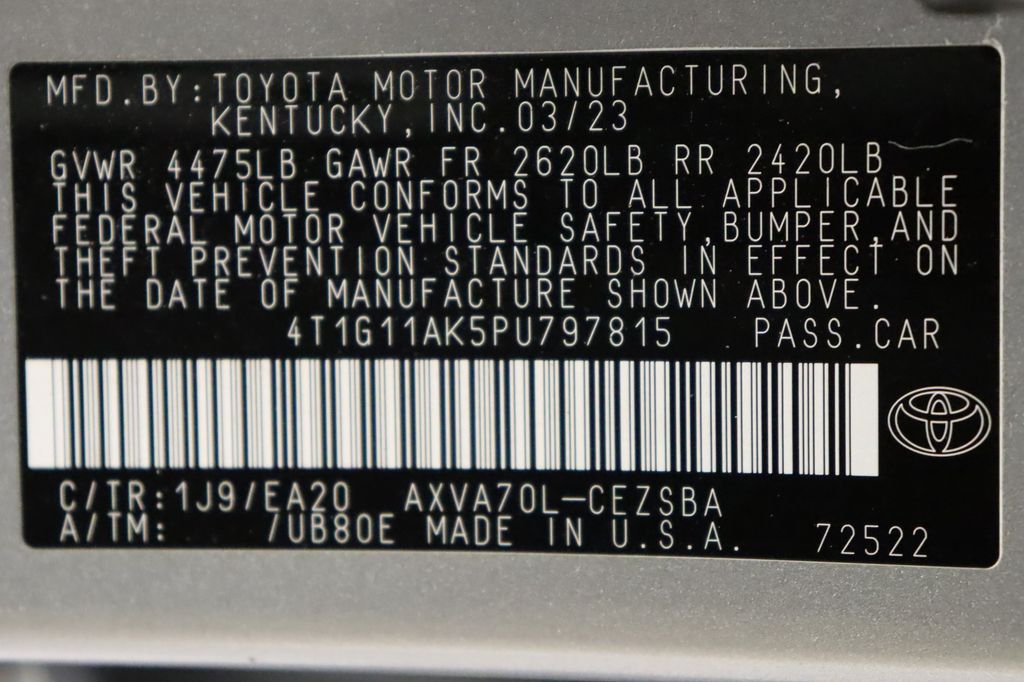 MFD.BY:TOYOTA MOTOR MANUFACTURING,
KENTUCKY,INC.03/23
GVWR 4475LB GAWR FR 2620LB RR 2420LB
THIS VEHICLE CONFORMS TO ALL APPLICABLE
FEDERAL MOTOR VEHICLE SAFETY,BUMPER,AND
THEFT PREVENTION STANDARDS IN EFFECT ON
THE DATE OF MANUFACTURE SHOWN ABOVE.
4T1G11AK5PU797815 PASS.CAR
C/TR:1J9/EA20 AXVA70L-CEZSBA
A/TM: /UB80E MADE IN U.S.A. 72522